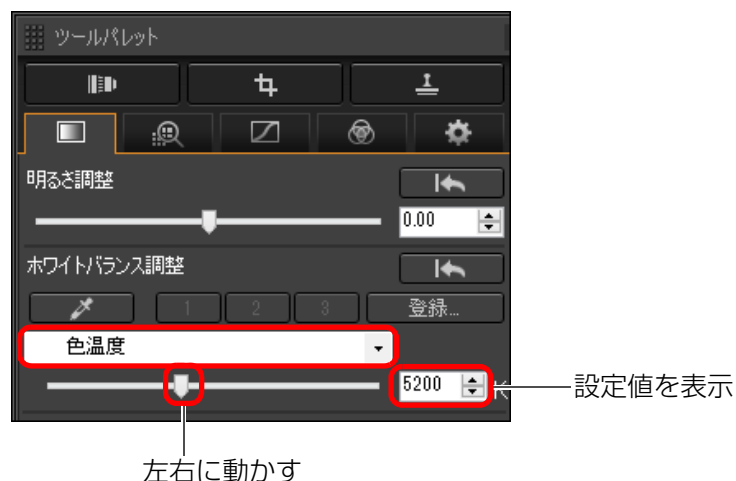 ツールパレット
明るさ調整
0.00
ホワイトバランス調整
1 2 3 登録...
色温度
5200 K
設定値を表示
左右に動かす